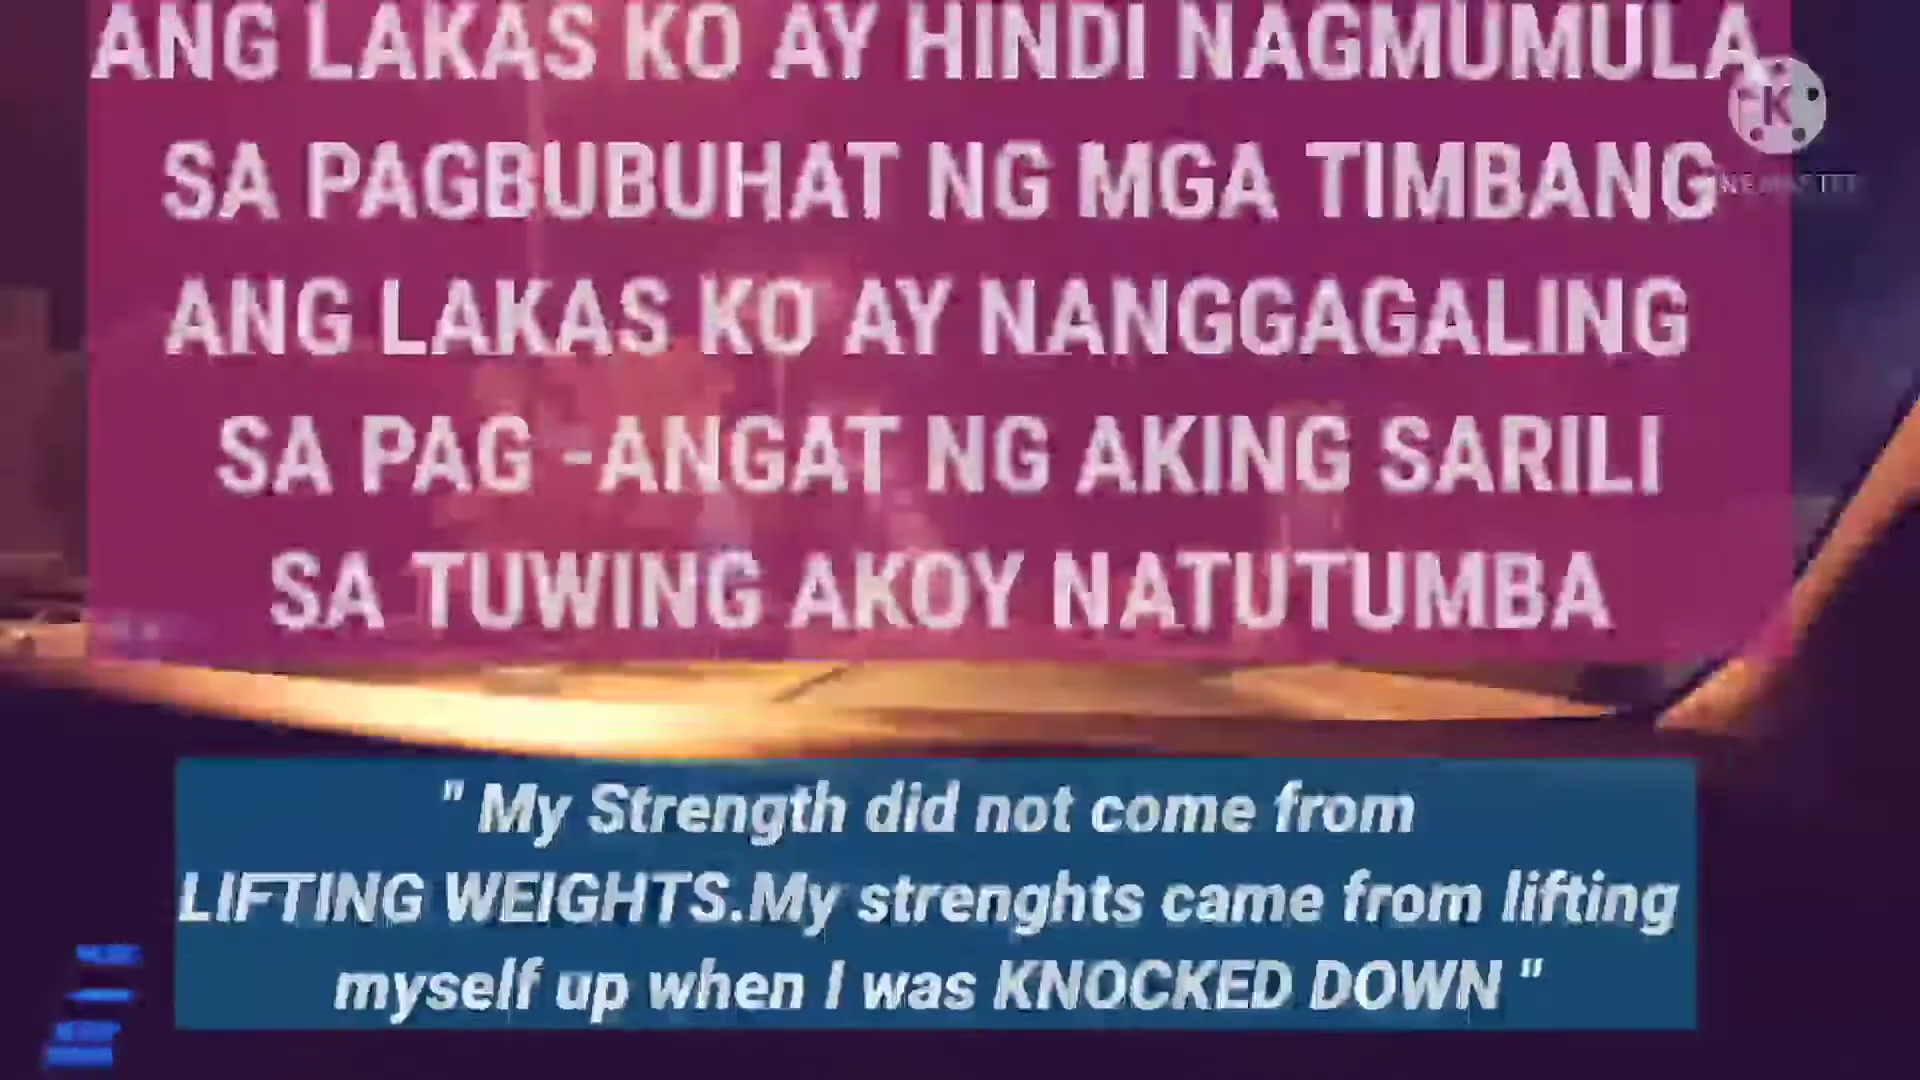 ANG LAKAS KO AY HINDI NAGMUMULA
SA PAGBUBUHAT NG MGA TIMBANG
ANG LAKAS KO AY NANGGAGALING
SA PAG -ANGAT NG AKING SARILI
SA TUWING AKOY NATUTUMBA
K
" My Strength did not come from
LIFTING WEIGHTS.My strenghts came from lifting
myself up when I was KNOCKED DOWN "